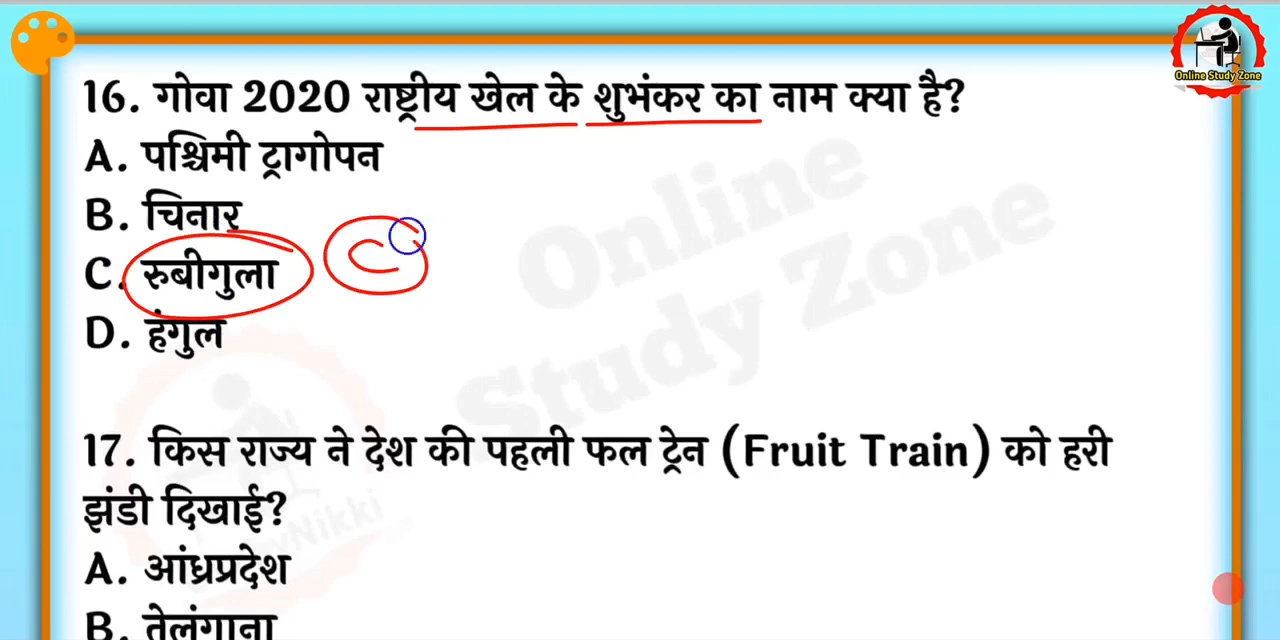 Online Study Zone
16. गोवा 2020 राष्ट्रीय खेल के शुभंकर का नाम क्या है?
A. पश्चिमी ट्रागोपन
B. चिनार
C. रुबीगुला
C
D. हंगुल
Online
Study Zone
17. किस राज्य ने देश की पहली फल ट्रेन (Fruit Train) को हरी
झंडी दिखाई?
A. आंध्रप्रदेश
B. तेलंगाना